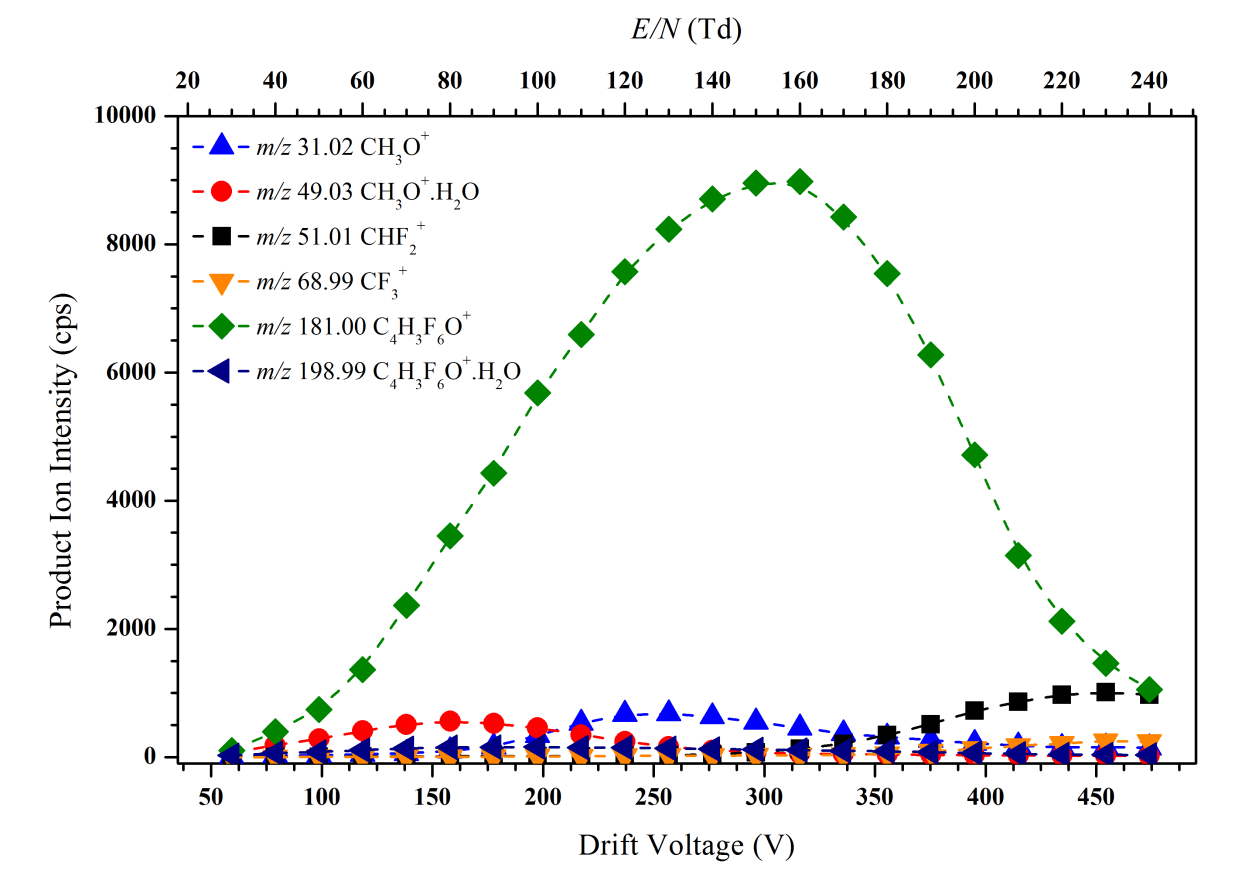 E/N (Td)
20 40 60 80 100 120 140 160 180 200 220 240
10000
8000
6000
4000
2000
0
Product Ion Intensity (cps)
m/z 31.02 CH₃O⁺
m/z 49.03 CH₃O⁺.H₂O
m/z 51.01 CHF₂⁺
m/z 68.99 CF₃⁺
m/z 181.00 C₄H₃F₆O⁺
m/z 198.99 C₄H₃F₆O⁺.H₂O
50 100 150 200 250 300 350 400 450
Drift Voltage (V)